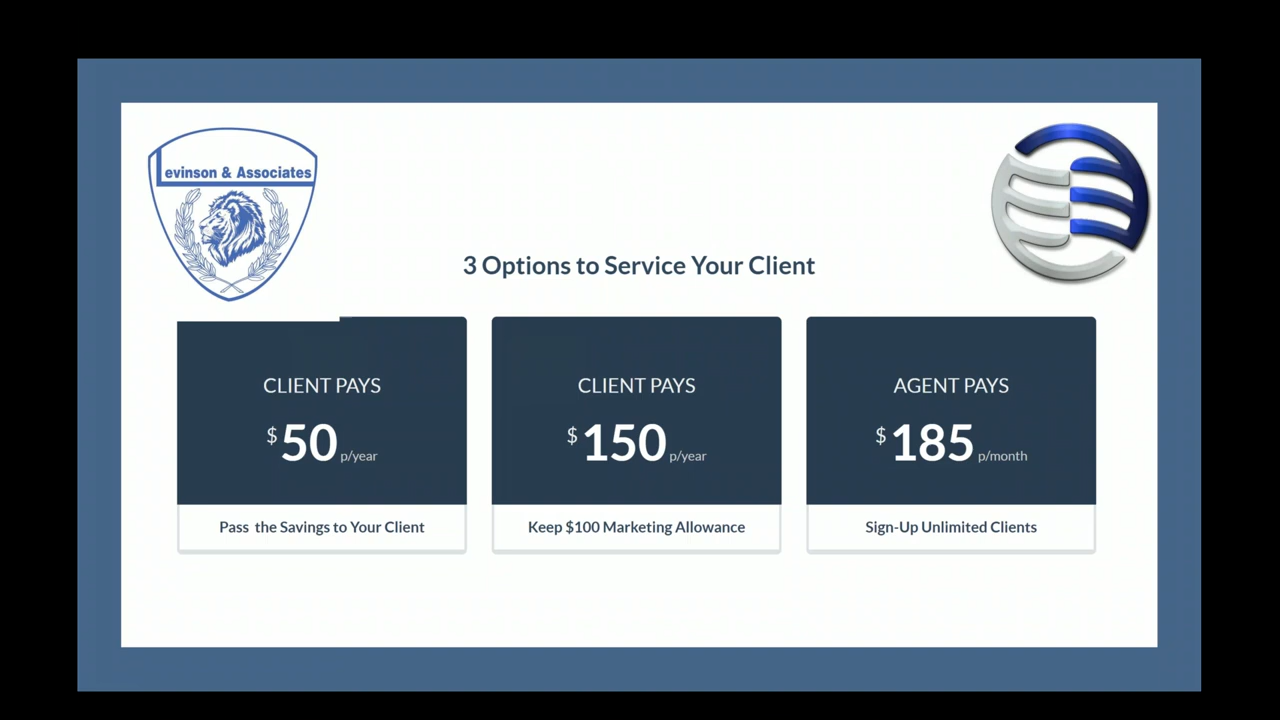 Levinson & Associates
3 Options to Service Your Client
CLIENT PAYS
$50 p/year
Pass the Savings to Your Client
CLIENT PAYS
$150 p/year
Keep $100 Marketing Allowance
AGENT PAYS
$185 p/month
Sign-Up Unlimited Clients